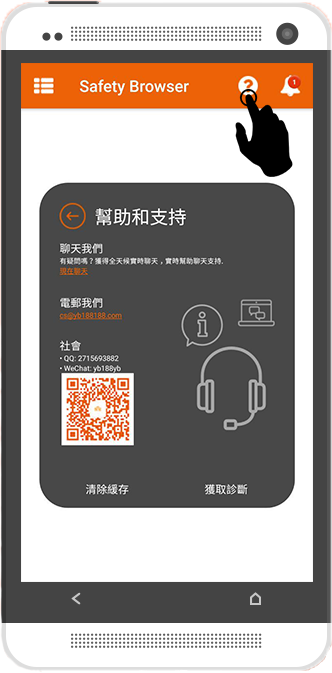 Safety Browser
?
1
幫助和支持
聊天我們
有疑問嗎？獲得全天候實時聊天，實時幫助聊天支持.
現在聊天
電郵我們
cs@yb188188.com
社會
• QQ: 2715693882
• WeChat: yb188yb
清除緩存
獲取診斷